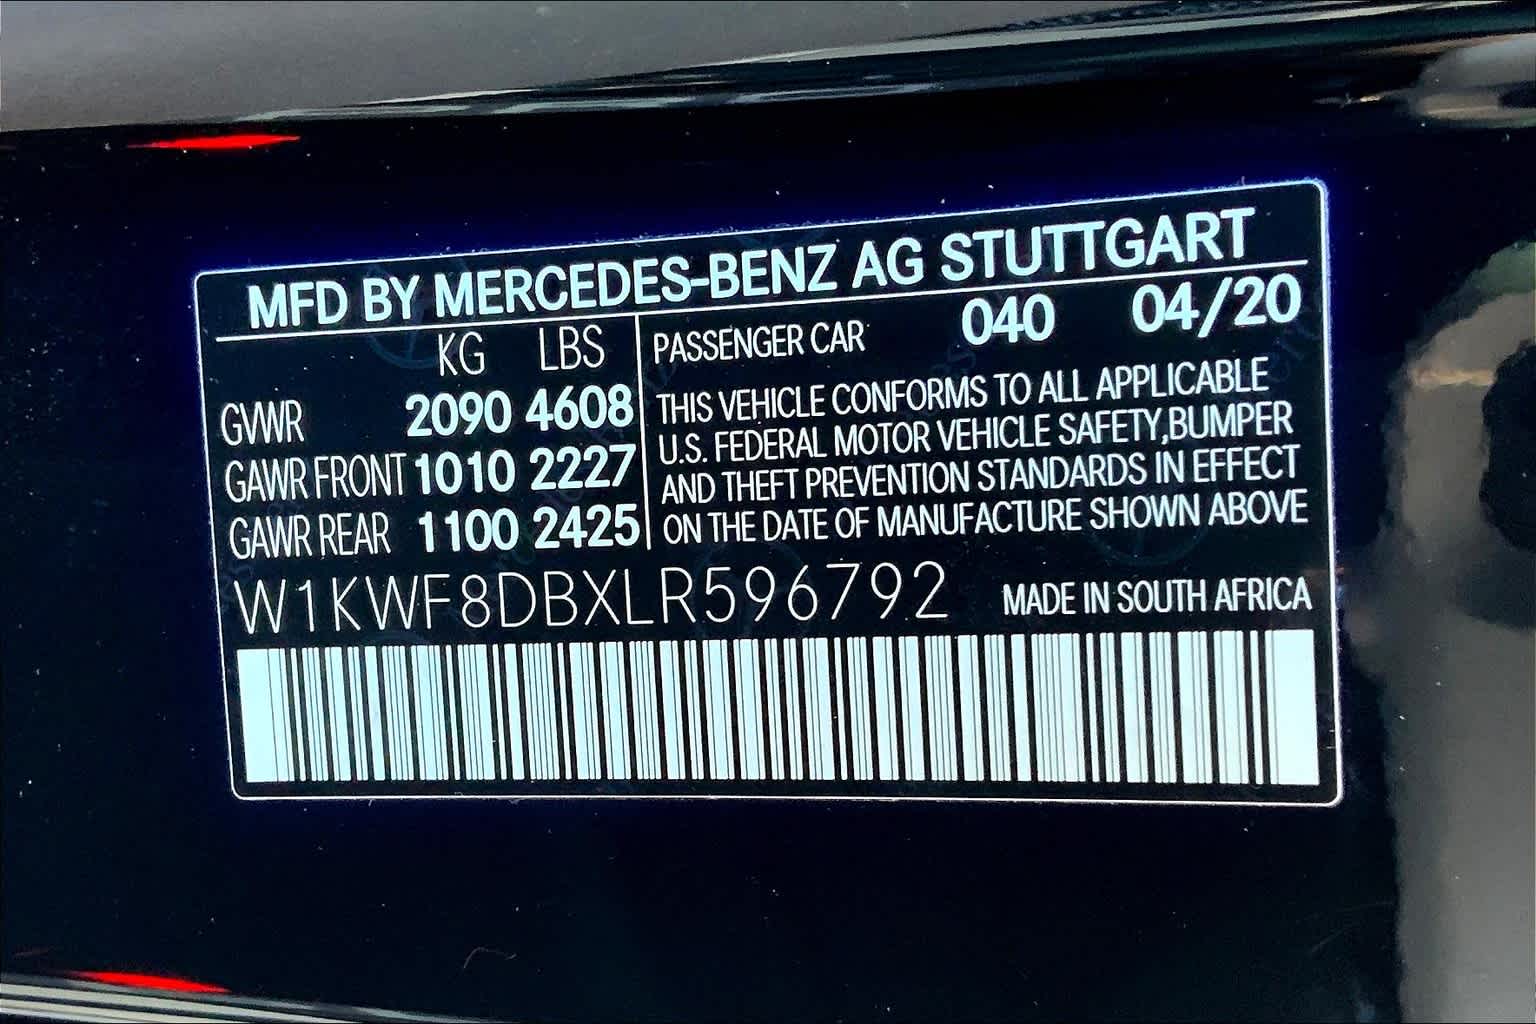 MFD BY MERCEDES-BENZ AG STUTTGART
KG LBS
GVWR 2090 4608
GAWR FRONT 1010 2227
GAWR REAR 1100 2425
PASSENGER CAR 040 04/20
THIS VEHICLE CONFORMS TO ALL APPLICABLE
U.S. FEDERAL MOTOR VEHICLE SAFETY,BUMPER
AND THEFT PREVENTION STANDARDS IN EFFECT
ON THE DATE OF MANUFACTURE SHOWN ABOVE
W1KWF8DBXLR596792
MADE IN SOUTH AFRICA